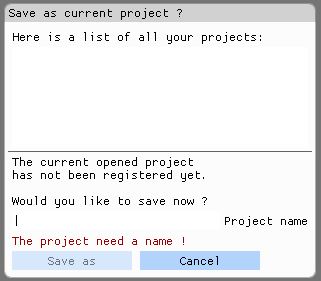 Save as current project ?
Here is a list of all your projects:
The current opened project
has not been registered yet.
Would you like to save now ?
Project name
The project need a name !
Save as Cancel